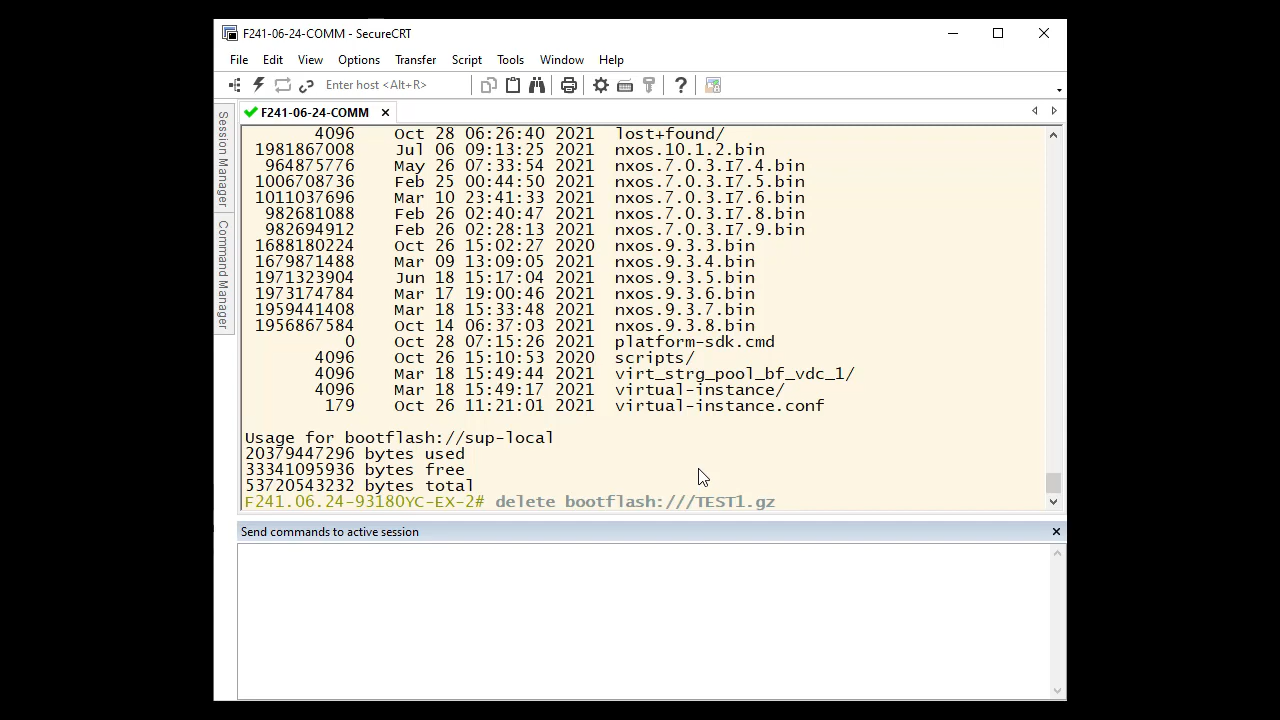 F241-06-24-COMM - SecureCRT
File Edit View Options Transfer Script Tools Window Help
Enter host <Alt+R>
F241-06-24-COMM
Session Manager
Command Manager
4096 Oct 28 06:26:40 2021 lost+found/
1981867008 Jul 06 09:13:25 2021 nxos.10.1.2.bin
964875776 May 26 07:33:54 2021 nxos.7.0.3.I7.4.bin
1006708736 Feb 25 00:44:50 2021 nxos.7.0.3.I7.5.bin
1011037696 Mar 10 23:41:33 2021 nxos.7.0.3.I7.6.bin
982681088 Feb 26 02:40:47 2021 nxos.7.0.3.I7.8.bin
982694912 Feb 26 02:28:13 2021 nxos.7.0.3.I7.9.bin
1688180224 Oct 26 15:02:27 2020 nxos.9.3.3.bin
1679871488 Mar 09 13:09:05 2021 nxos.9.3.4.bin
1971323904 Jun 18 15:17:04 2021 nxos.9.3.5.bin
1973174784 Mar 17 19:00:46 2021 nxos.9.3.6.bin
1959441408 Mar 18 15:33:48 2021 nxos.9.3.7.bin
1956867584 Oct 14 06:37:03 2021 nxos.9.3.8.bin
0 Oct 28 07:15:26 2021 platform-sdk.cmd
4096 Oct 26 15:10:53 2020 scripts/
4096 Mar 18 15:49:44 2021 virt_strg_pool_bf_vdc_1/
4096 Mar 18 15:49:17 2021 virtual-instance/
179 Oct 26 11:21:01 2021 virtual-instance.conf
Usage for bootflash://sup-local
20379447296 bytes used
33341095936 bytes free
53720543232 bytes total
F241.06.24-93180YC-EX-2# delete bootflash:///TEST1.gz
Send commands to active session